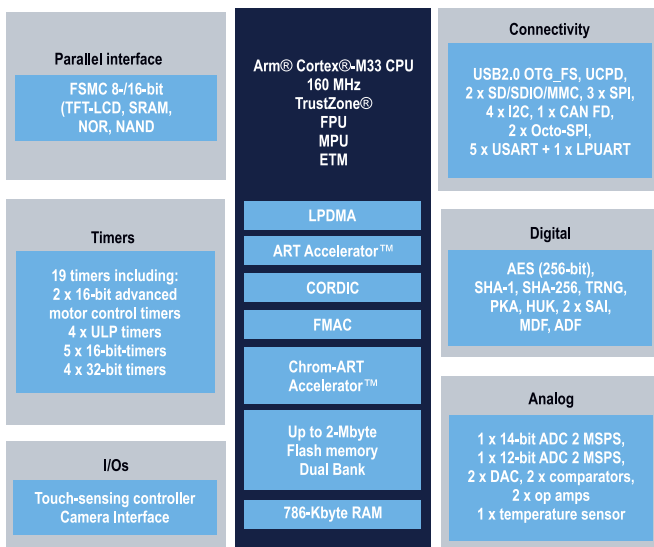 Parallel interface
FSMC 8-/16-bit
(TFT-LCD, SRAM,
NOR, NAND
Timers
19 timers including:
2 x 16-bit advanced
motor control timers
4 x ULP timers
5 x 16-bit-timers
4 x 32-bit timers
I/Os
Touch-sensing controller
Camera Interface
Arm® Cortex®-M33 CPU
160 MHz
TrustZone®
FPU
MPU
ETM
LPDMA
ART Accelerator™
CORDIC
FMAC
Chrom-ART
Accelerator™
Up to 2-Mbyte
Flash memory
Dual Bank
786-Kbyte RAM
Connectivity
USB2.0 OTG_FS, UCPD,
2 x SD/SDIO/MMC, 3 x SPI,
4 x I2C, 1 x CAN FD,
2 x Octo-SPI,
5 x USART + 1 x LPUART
Digital
AES (256-bit),
SHA-1, SHA-256, TRNG,
PKA, HUK, 2 x SAI,
MDF, ADF
Analog
1 x 14-bit ADC 2 MSPS,
1 x 12-bit ADC 2 MSPS,
2 x DAC, 2 x comparators,
2 x op amps
1 x temperature sensor